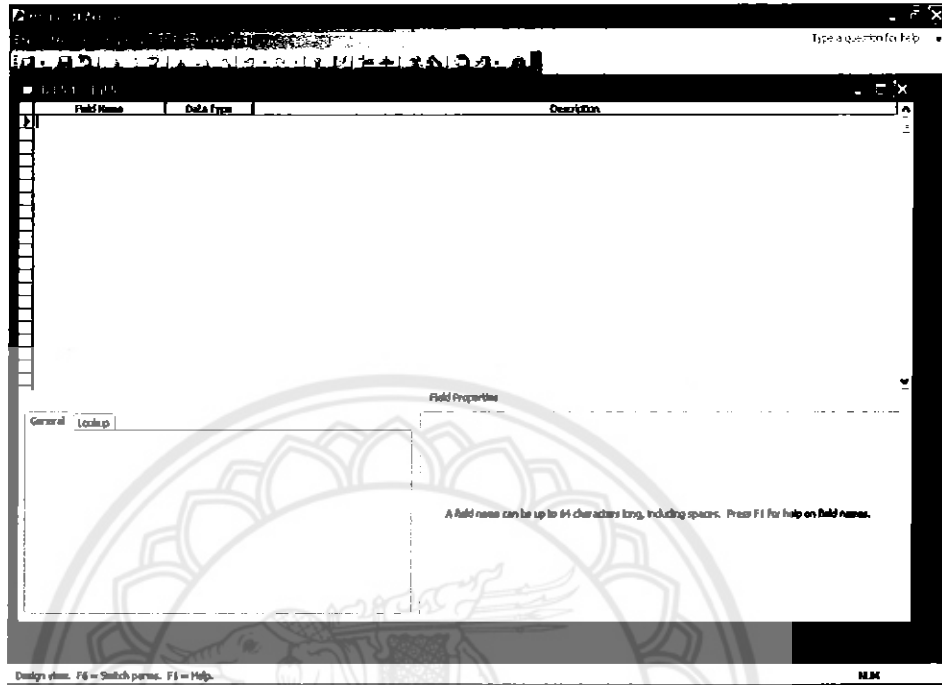 Type a question for help
Field Name Data Type Description
Field Properties
General Lookup
A field name can be up to 64 characters long, including spaces. Press F1 for help on field names.
Design view. F6 = Switch panes. F1 = Help. NUM